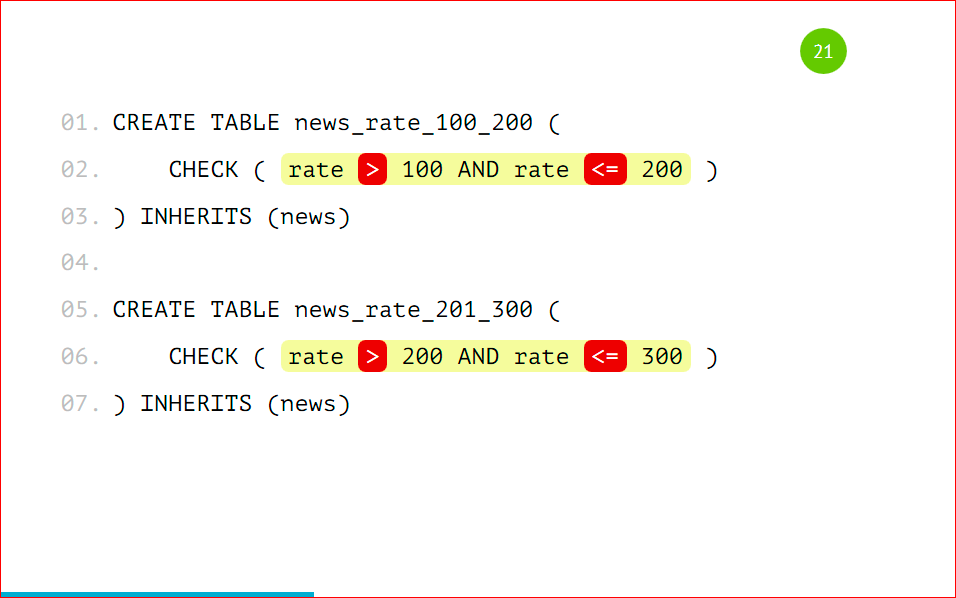 21
01. CREATE TABLE news_rate_100_200 (
02. CHECK ( rate > 100 AND rate <= 200 )
03. ) INHERITS (news)
04.
05. CREATE TABLE news_rate_201_300 (
06. CHECK ( rate > 200 AND rate <= 300 )
07. ) INHERITS (news)